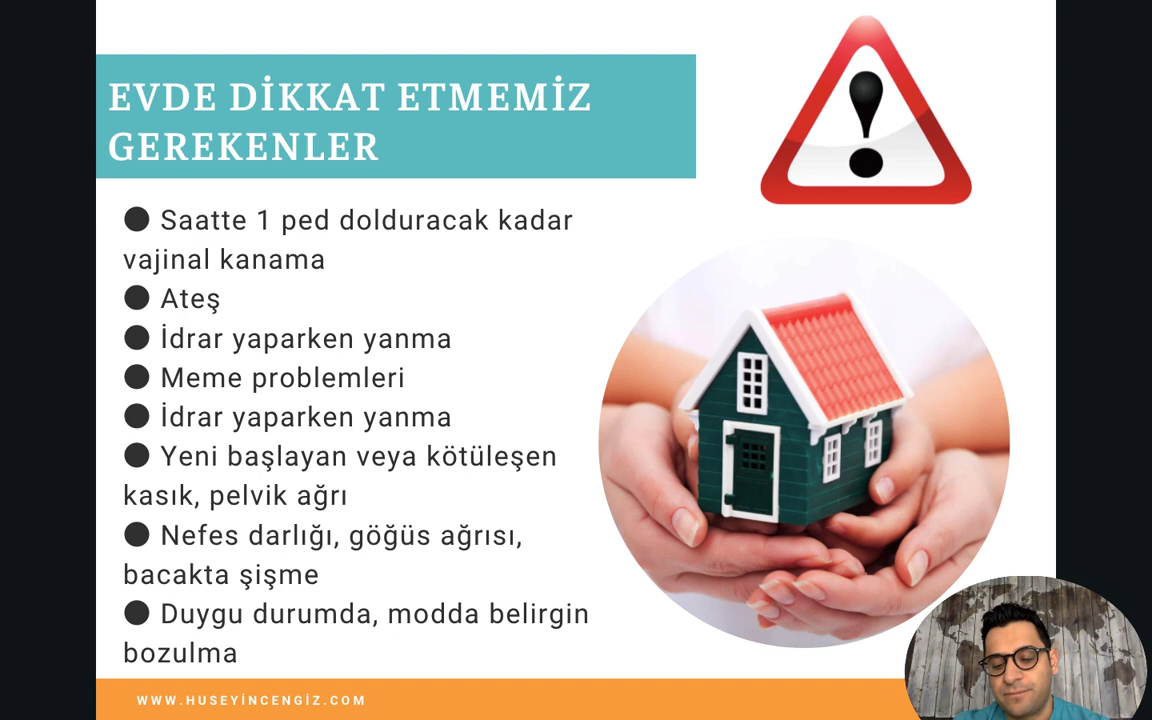 EVDE DİKKAT ETMEMİZ
GEREKENLER
● Saatte 1 ped dolduracak kadar
vajinal kanama
● Ateş
● İdrar yaparken yanma
● Meme problemleri
● İdrar yaparken yanma
● Yeni başlayan veya kötüleşen
kasık, pelvik ağrı
● Nefes darlığı, göğüs ağrısı,
bacakta şişme
● Duygu durumda, modda belirgin
bozulma
WWW.HUSEYİNCENGİZ.COM